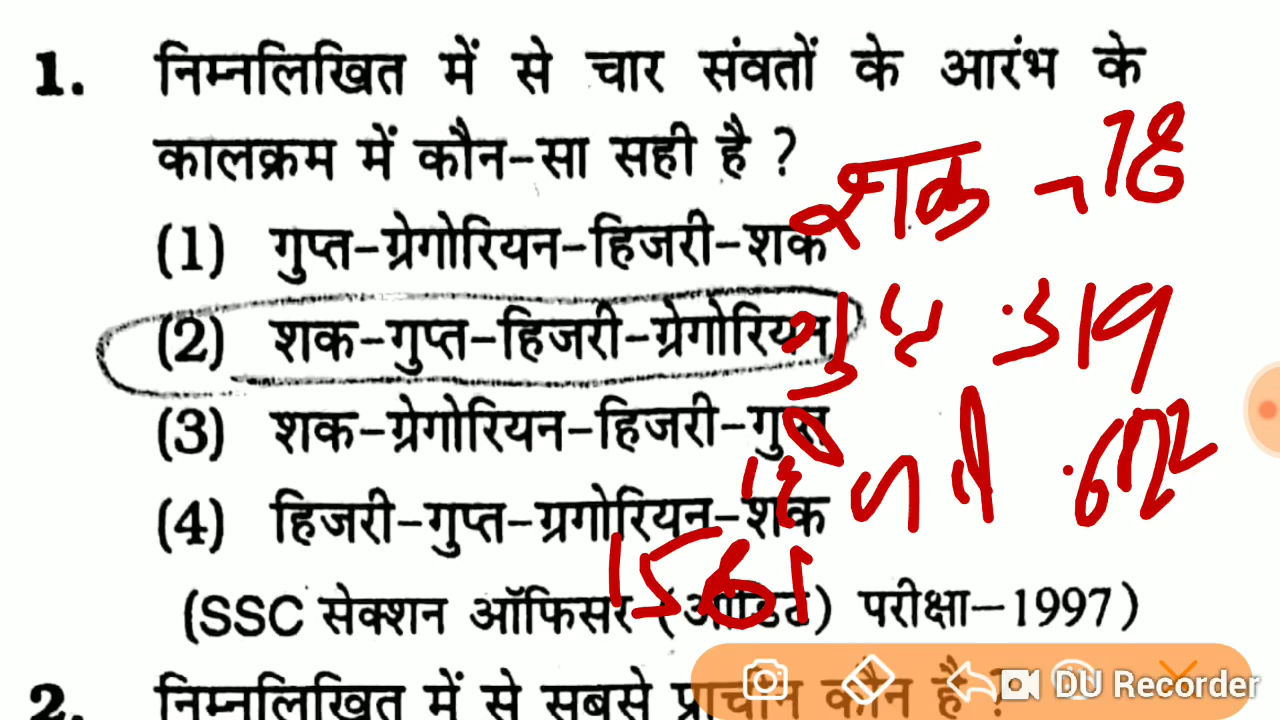 1. निम्नलिखित में से चार संवतों के आरंभ के
कालक्रम में कौन-सा सही है ?
शक - 78
(1) गुप्त-ग्रेगोरियन-हिजरी-शक
(2) शक-गुप्त-हिजरी-ग्रेगोरियन
गुप्त 319
(3) शक-ग्रेगोरियन-हिजरी-गुप्त
622
(4) हिजरी-गुप्त-ग्रगोरियन-शक
(SSC सेक्शन ऑफिसर (ऑडिट) परीक्षा-1997)
2. निम्नलिखित में से सबसे प्राचीन कौन है ?
DU Recorder